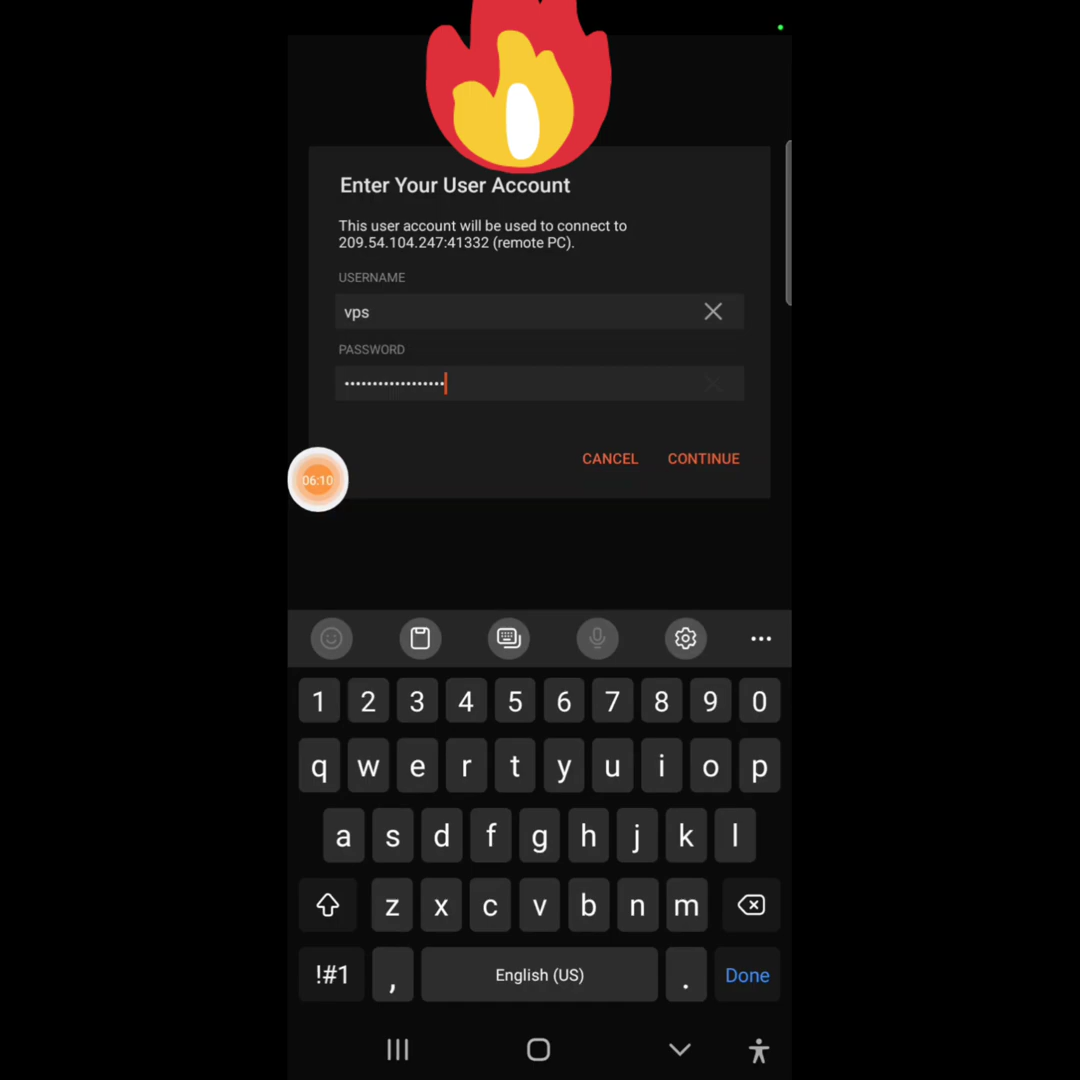 Enter Your User Account
This user account will be used to connect to
209.54.104.247:41332 (remote PC).
USERNAME
vps
PASSWORD
••••••••••••••••••
CANCEL CONTINUE
06:10
1 2 3 4 5 6 7 8 9 0
q w e r t y u i o p
a s d f g h j k l
z x c v b n m
!#1 , English (US) . Done